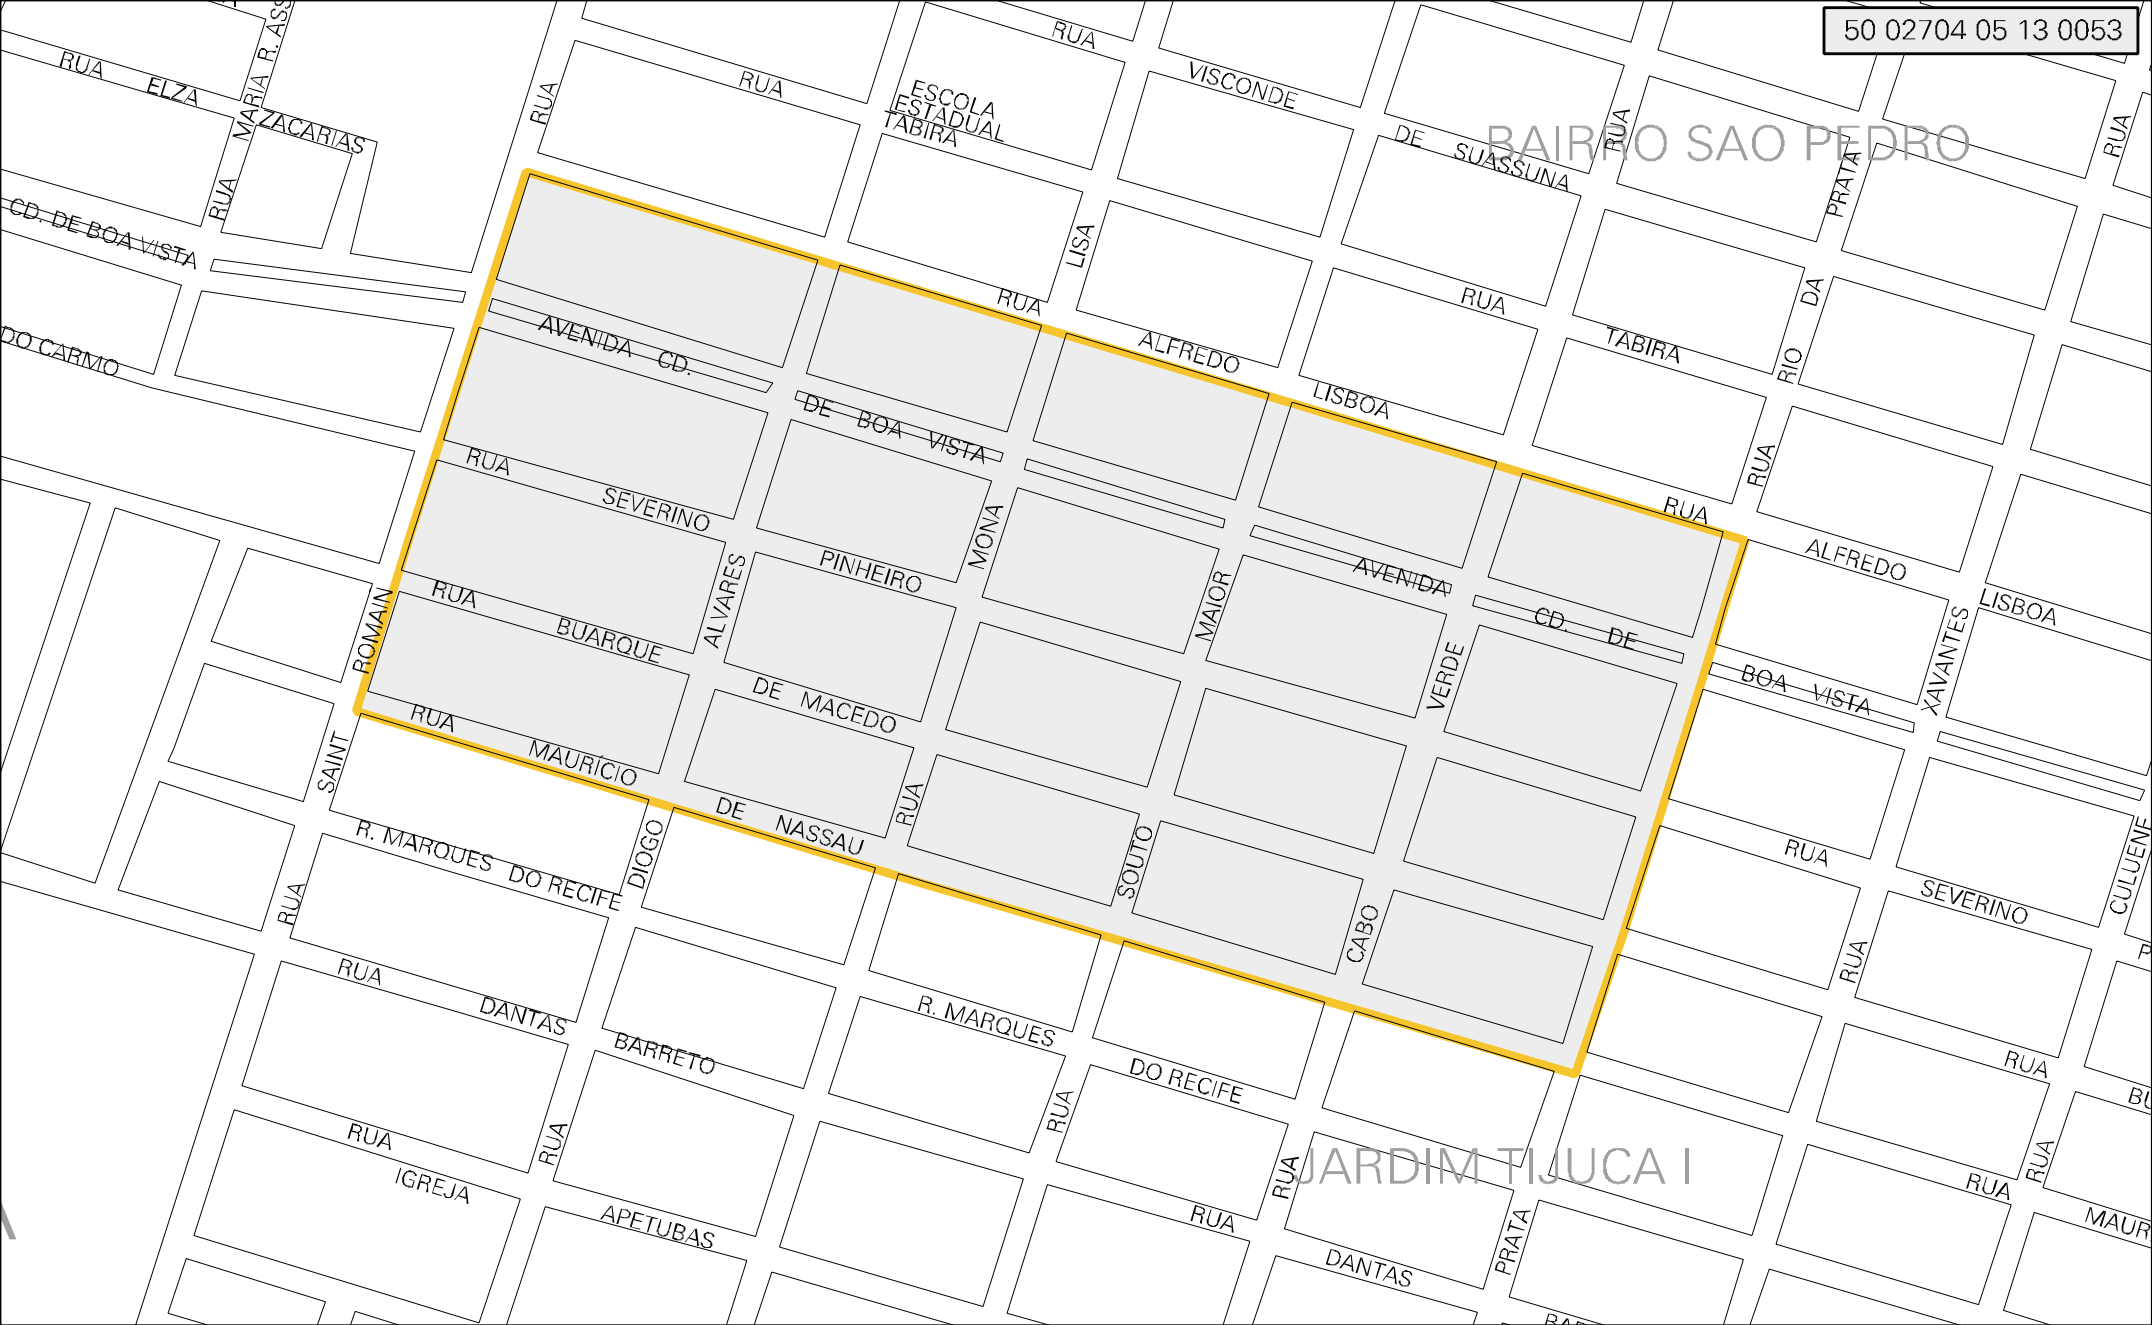 50 02704 05 13 0053
BAIRRO SAO PEDRO
JARDIM TIJUCA I
RUA ELZA ZACARIAS
RUA MARIA R. ASS
CD. DE BOA VISTA
DO CARMO
RUA
RUA TABIRA
ESCOLA
ESTADUAL
RUA VISCONDE DE SUASSUNA
RUA
PRATA
RUA
LISA
RUA ALFREDO LISBOA
RUA TABIRA
RUA RIO DA
RUA ALFREDO LISBOA
AVENIDA CD. DE BOA VISTA
AVENIDA CD. DE BOA VISTA
RUA SEVERINO PINHEIRO
RUA BUARQUE DE MACEDO
RUA MAURÍCIO DE NASSAU
ALVARES
MONA
MAIOR
VERDE
XAVANTES
CULUENE
RUA SAINT ROMAIN
RUA DIOGO
RUA
SOUTO
CABO
RUA
RUA SEVERINO
P
R. MARQUES DO RECIFE
RUA DANTAS BARRETO
RUA IGREJA APETUBAS
R. MARQUES DO RECIFE
RUA
RUA
PRATA
RUA DANTAS
BAR
RUA
BU
RUA
RUA
MAUR